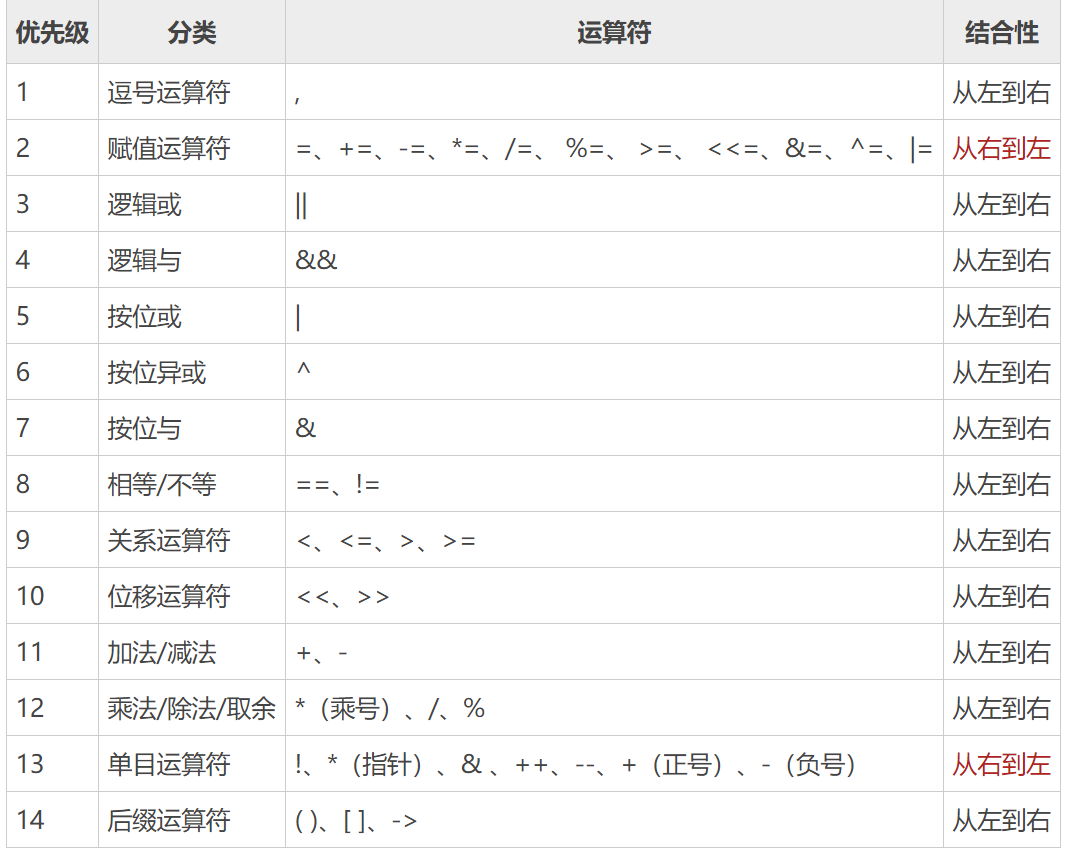 优先级 分类 运算符 结合性
1 逗号运算符 , 从左到右
2 赋值运算符 =、+=、-=、*=、/=、 %=、 >=、 <<=、&=、^=、|= 从右到左
3 逻辑或 || 从左到右
4 逻辑与 && 从左到右
5 按位或 | 从左到右
6 按位异或 ^ 从左到右
7 按位与 & 从左到右
8 相等/不等 ==、!= 从左到右
9 关系运算符 <、<=、>、>= 从左到右
10 位移运算符 <<、>> 从左到右
11 加法/减法 +、- 从左到右
12 乘法/除法/取余 *（乘号）、/、% 从左到右
13 单目运算符 !、*（指针）、& 、++、--、+（正号）、-（负号） 从右到左
14 后缀运算符 ( )、[ ]、-> 从左到右